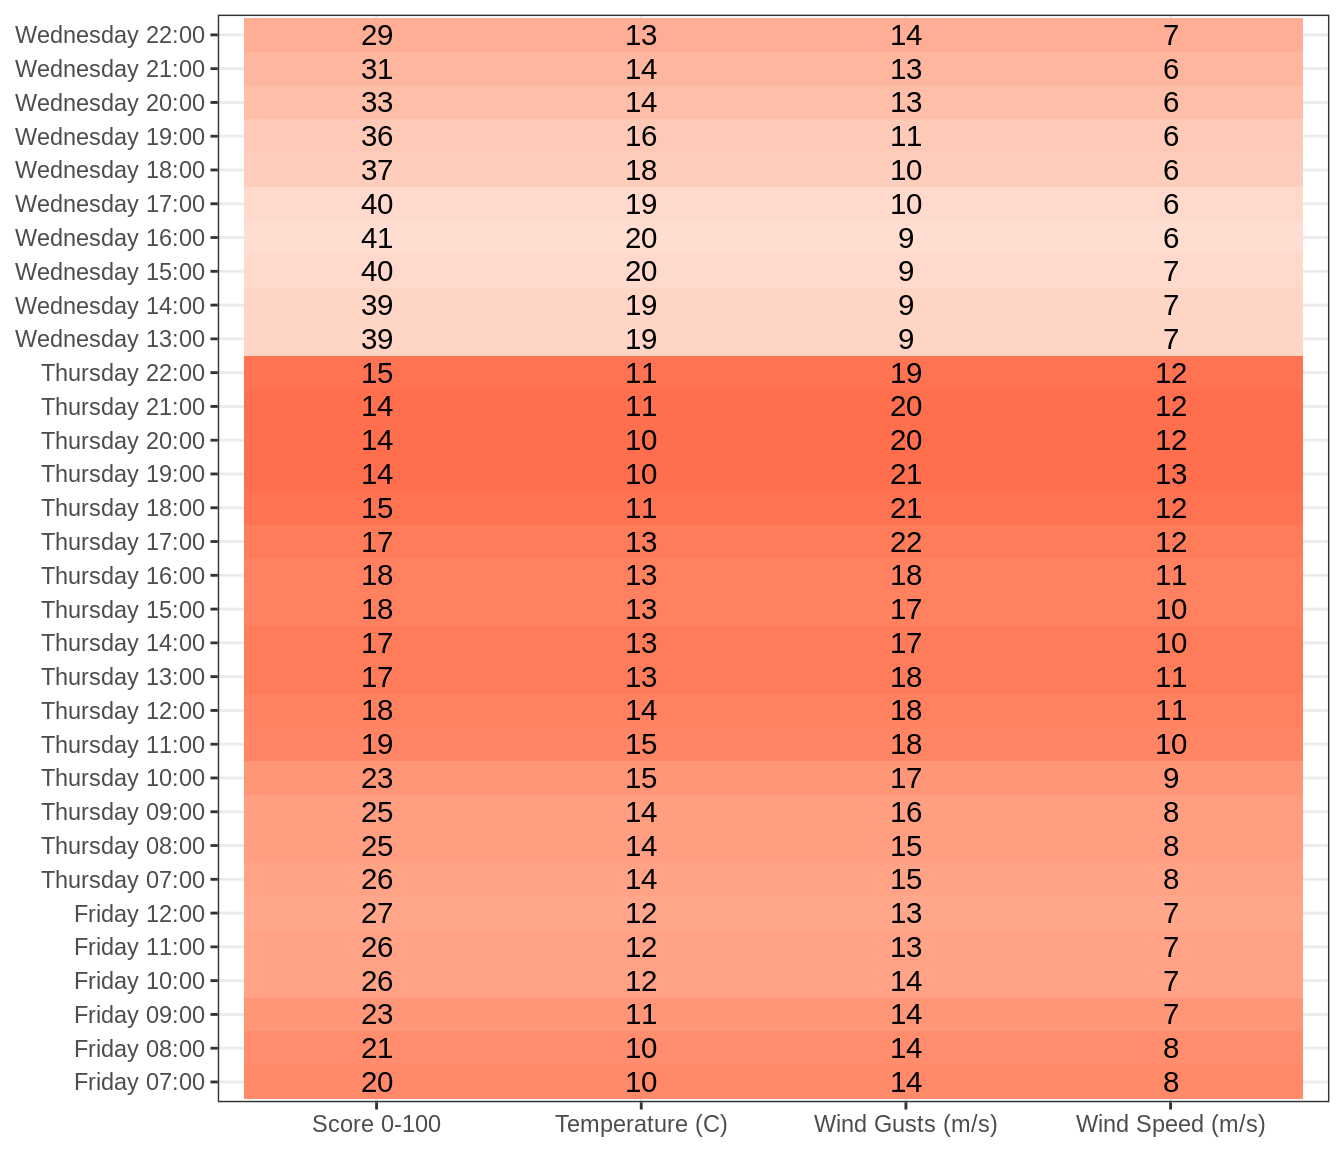 Wednesday 22:00 29 13 14 7
Wednesday 21:00 31 14 13 6
Wednesday 20:00 33 14 13 6
Wednesday 19:00 36 16 11 6
Wednesday 18:00 37 18 10 6
Wednesday 17:00 40 19 10 6
Wednesday 16:00 41 20 9 6
Wednesday 15:00 40 20 9 7
Wednesday 14:00 39 19 9 7
Wednesday 13:00 39 19 9 7
Thursday 22:00 15 11 19 12
Thursday 21:00 14 11 20 12
Thursday 20:00 14 10 20 12
Thursday 19:00 14 10 21 13
Thursday 18:00 15 11 21 12
Thursday 17:00 17 13 22 12
Thursday 16:00 18 13 18 11
Thursday 15:00 18 13 17 10
Thursday 14:00 17 13 17 10
Thursday 13:00 17 13 18 11
Thursday 12:00 18 14 18 11
Thursday 11:00 19 15 18 10
Thursday 10:00 23 15 17 9
Thursday 09:00 25 14 16 8
Thursday 08:00 25 14 15 8
Thursday 07:00 26 14 15 8
Friday 12:00 27 12 13 7
Friday 11:00 26 12 13 7
Friday 10:00 26 12 14 7
Friday 09:00 23 11 14 7
Friday 08:00 21 10 14 8
Friday 07:00 20 10 14 8
Score 0-100 Temperature (C) Wind Gusts (m/s) Wind Speed (m/s)